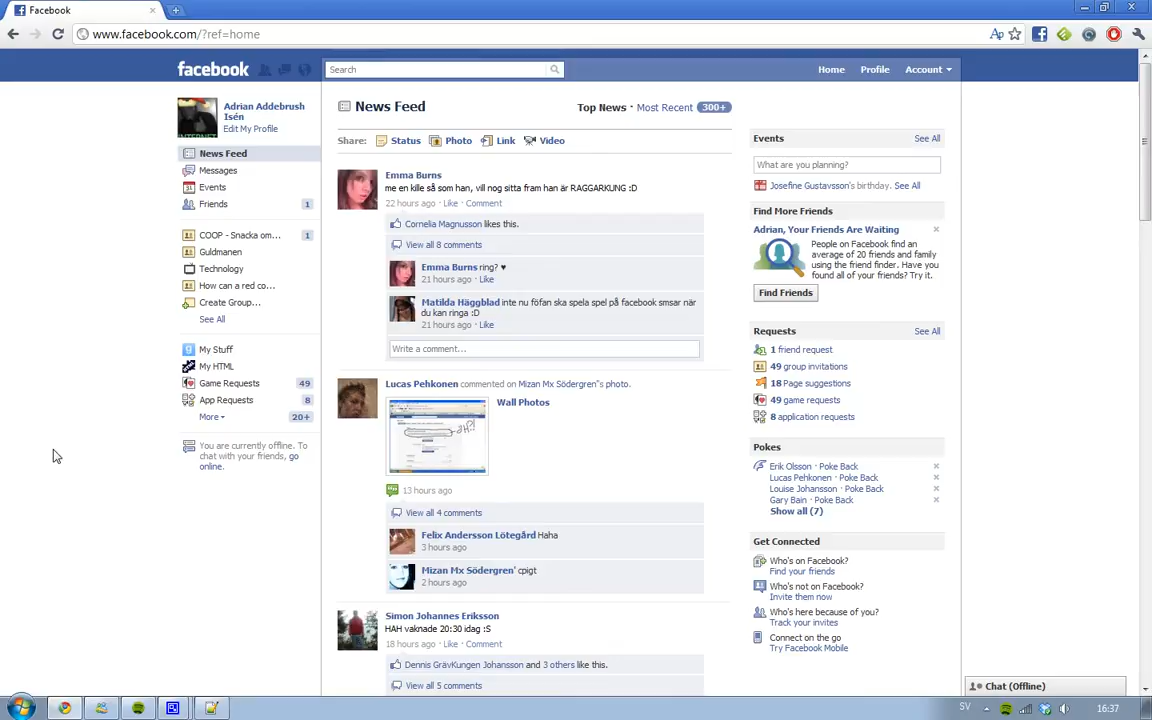 Facebook
www.facebook.com/?ref=home
facebook
Search
Home
Profile
Account
Adrian Addebrush
Isén
Edit My Profile
News Feed
Messages
Events
Friends
1
COOP - Snacka om...
1
Guldmanen
Technology
How can a red co...
Create Group...
See All
My Stuff
My HTML
Game Requests
49
App Requests
8
More
20+
You are currently offline. To
chat with your friends, go
online.
News Feed
Top News · Most Recent 300+
Share: Status Photo Link Video
Emma Burns
me en kille så som han, vill nog sitta fram han är RAGGARKUNG :D
22 hours ago · Like · Comment
Cornelia Magnusson likes this.
View all 8 comments
Emma Burns ring? ♥
21 hours ago · Like
Matilda Häggblad inte nu föfan ska spela spel på facebook smsar när
du kan ringa :D
21 hours ago · Like
Write a comment...
Lucas Pehkonen commented on Mizan Mx Södergren''s photo.
Wall Photos
13 hours ago
View all 4 comments
Felix Andersson Lötegård Haha
3 hours ago
Mizan Mx Södergren' cpigt
2 hours ago
Simon Johannes Eriksson
HAH vaknade 20:30 idag :S
18 hours ago · Like · Comment
Dennis GrävKungen Johansson and 3 others like this.
View all 5 comments
Events
See All
What are you planning?
Josefine Gustavsson's birthday. See All
Find More Friends
Adrian, Your Friends Are Waiting
People on Facebook find an
average of 20 friends and family
using the friend finder. Have you
found all of your friends? Try it.
Find Friends
Requests
See All
1 friend request
49 group invitations
18 Page suggestions
49 game requests
8 application requests
Pokes
Erik Olsson · Poke Back
Lucas Pehkonen · Poke Back
Louise Johansson · Poke Back
Gary Bain · Poke Back
Show all (7)
Get Connected
Who's on Facebook?
Find your friends
Who's not on Facebook?
Invite them now
Who's here because of you?
Track your invites
Connect on the go
Try Facebook Mobile
Chat (Offline)
SV
16:37